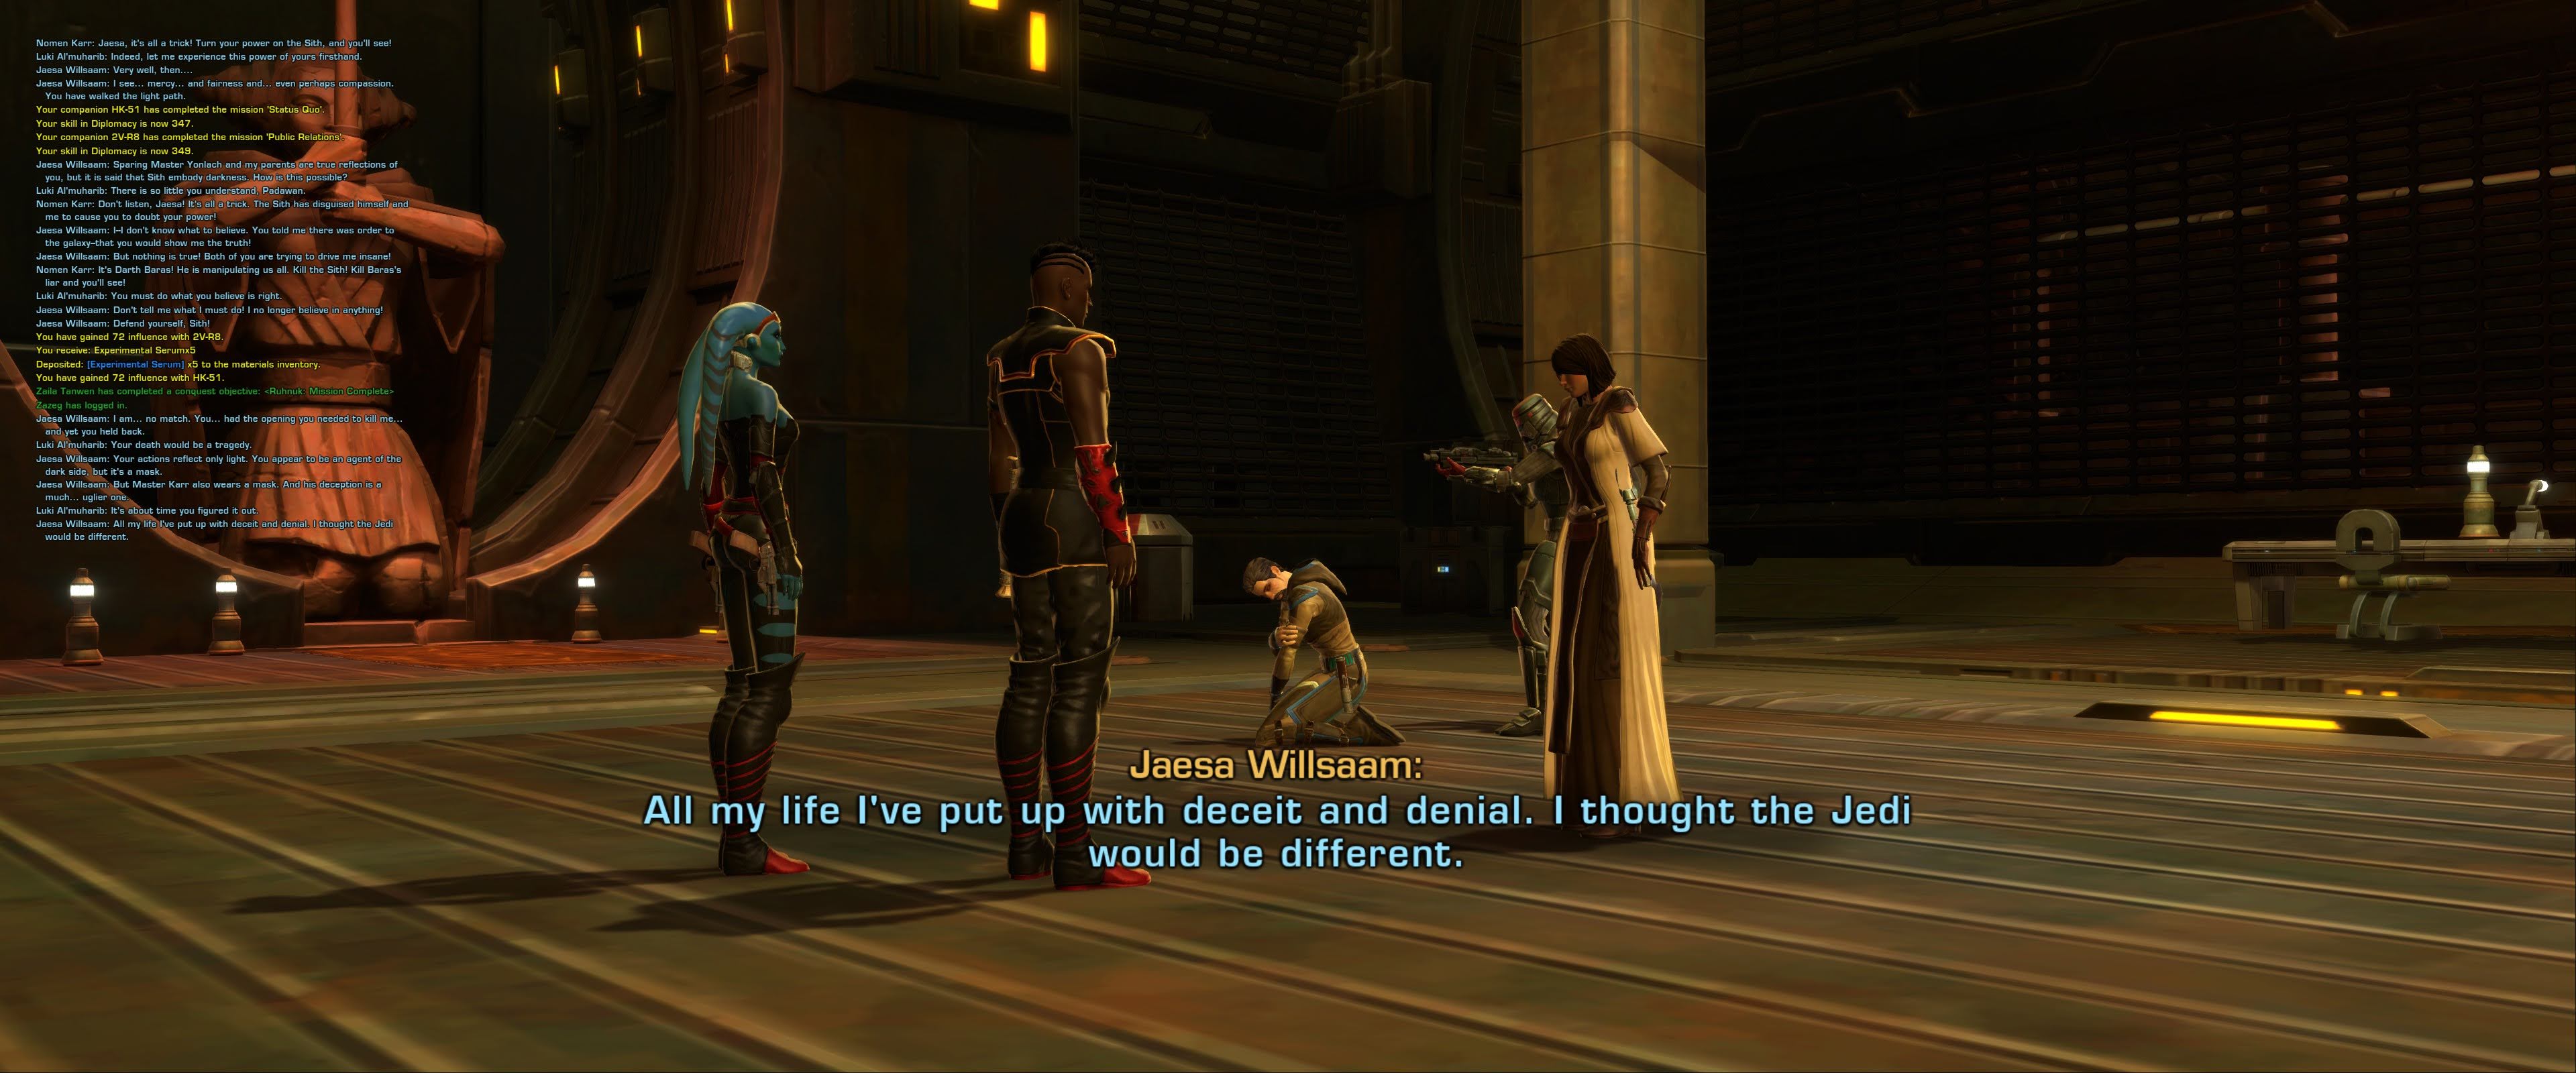 Nomen Karr: Jaesa, it's all a trick! Turn your power on the Sith, and you'll see!
Luki Al'muharib: Indeed, let me experience this power of yours firsthand.
Jaesa Willsaam: Very well, then....
Jaesa Willsaam: I see... mercy... and fairness and... even perhaps compassion.
You have walked the light path.
Your companion HK-51 has completed the mission 'Status Quo'.
Your skill in Diplomacy is now 347.
Your companion 2V-R8 has completed the mission 'Public Relations'.
Your skill in Diplomacy is now 349.
Jaesa Willsaam: Sparing Master Yonlach and my parents are true reflections of
you, but it is said that Sith embody darkness. How is this possible?
Luki Al'muharib: There is so little you understand, Padawan.
Nomen Karr: Don't listen, Jaesa! It's all a trick. The Sith has disguised himself and
me to cause you to doubt your power!
Jaesa Willsaam: I–I don't know what to believe. You told me there was order to
the galaxy–that you would show me the truth!
Jaesa Willsaam: But nothing is true! Both of you are trying to drive me insane!
Nomen Karr: It's Darth Baras! He is manipulating us all. Kill the Sith! Kill Baras's
liar and you'll see!
Luki Al'muharib: You must do what you believe is right.
Jaesa Willsaam: Don't tell me what I must do! I no longer believe in anything!
Jaesa Willsaam: Defend yourself, Sith!
You have gained 72 influence with 2V-R8.
You receive: Experimental Serumx5
Deposited: [Experimental Serum] x5 to the materials inventory.
You have gained 72 influence with HK-51.
Zaila Tanwen has completed a conquest objective: <Ruhnuk: Mission Complete>
Zazeg has logged in.
Jaesa Willsaam: I am... no match. You... had the opening you needed to kill me...
and yet you held back.
Luki Al'muharib: Your death would be a tragedy.
Jaesa Willsaam: Your actions reflect only light. You appear to be an agent of the
dark side, but it's a mask.
Jaesa Willsaam: But Master Karr also wears a mask. And his deception is a
much... uglier one.
Luki Al'muharib: It's about time you figured it out.
Jaesa Willsaam: All my life I've put up with deceit and denial. I thought the Jedi
would be different.
Jaesa Willsaam:
All my life I've put up with deceit and denial. I thought the Jedi
would be different.